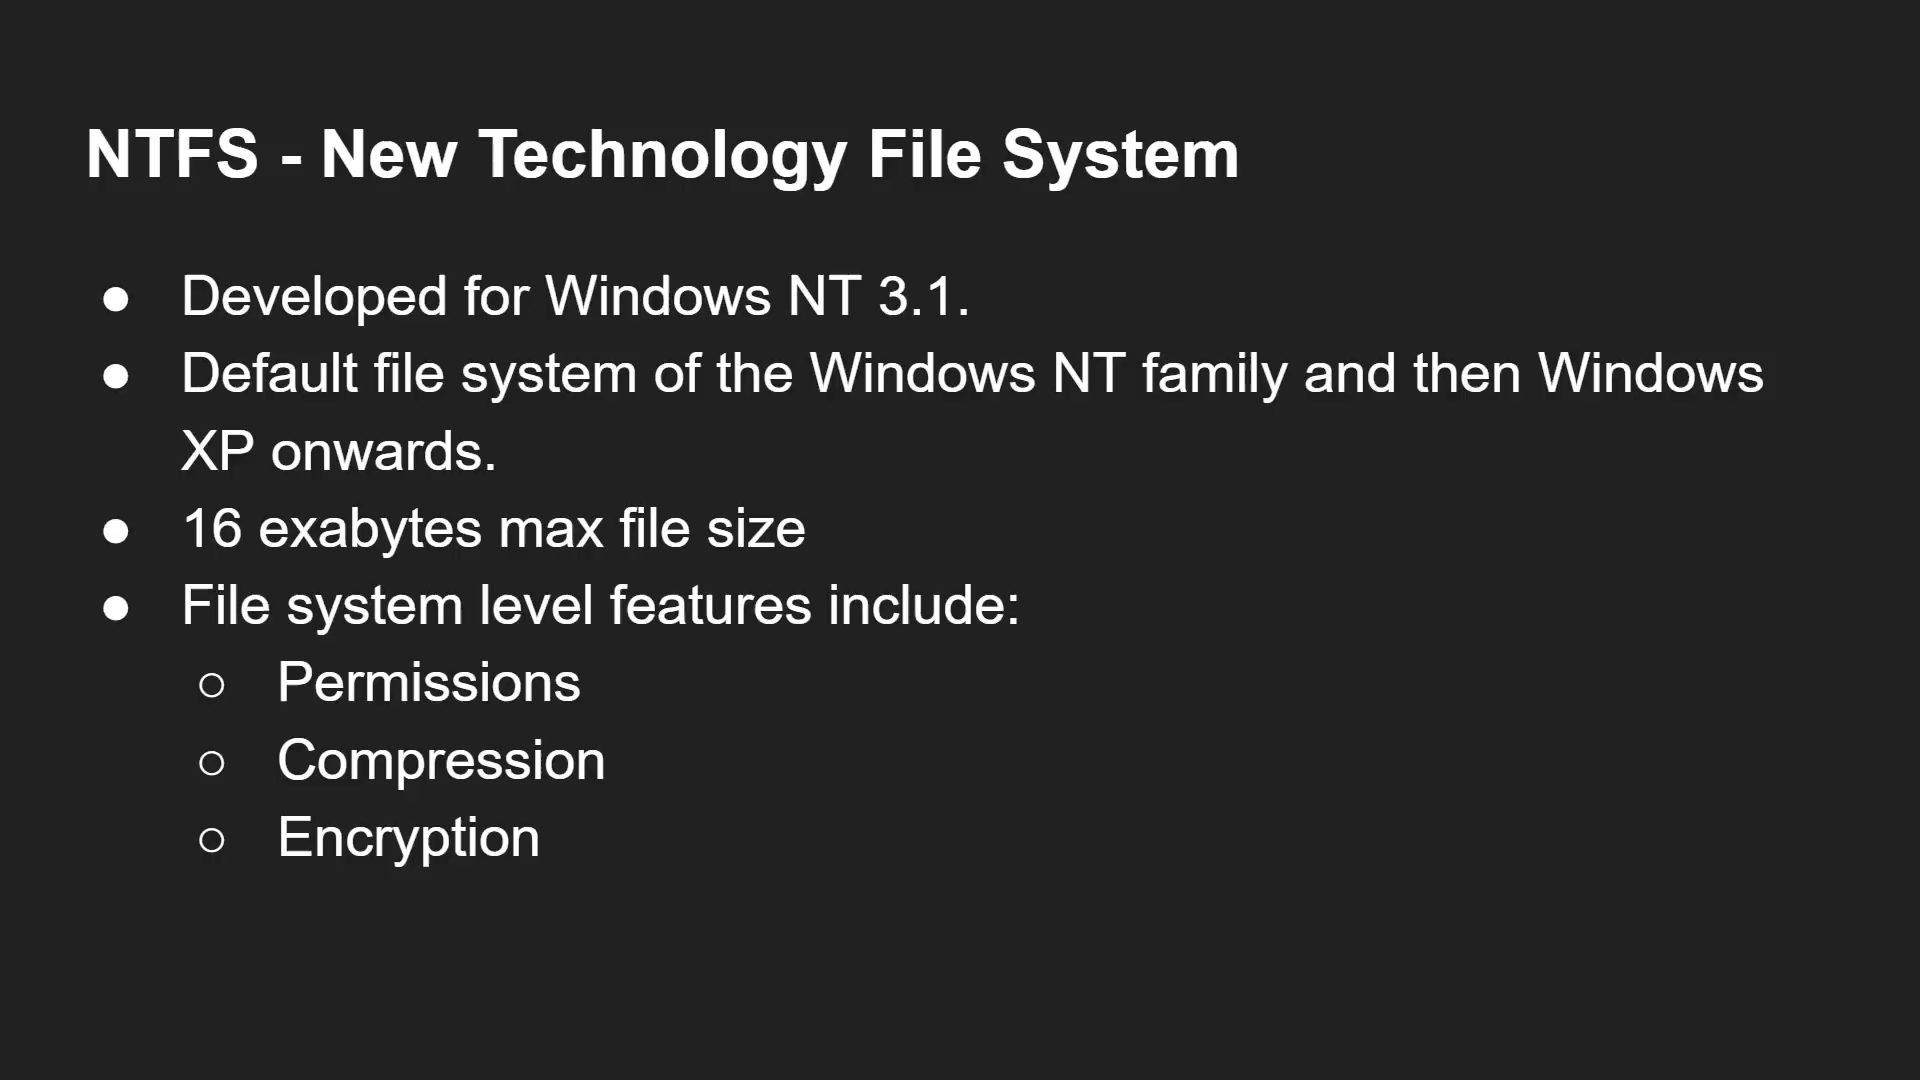 NTFS - New Technology File System
● Developed for Windows NT 3.1.
● Default file system of the Windows NT family and then Windows
XP onwards.
● 16 exabytes max file size
● File system level features include:
○ Permissions
○ Compression
○ Encryption